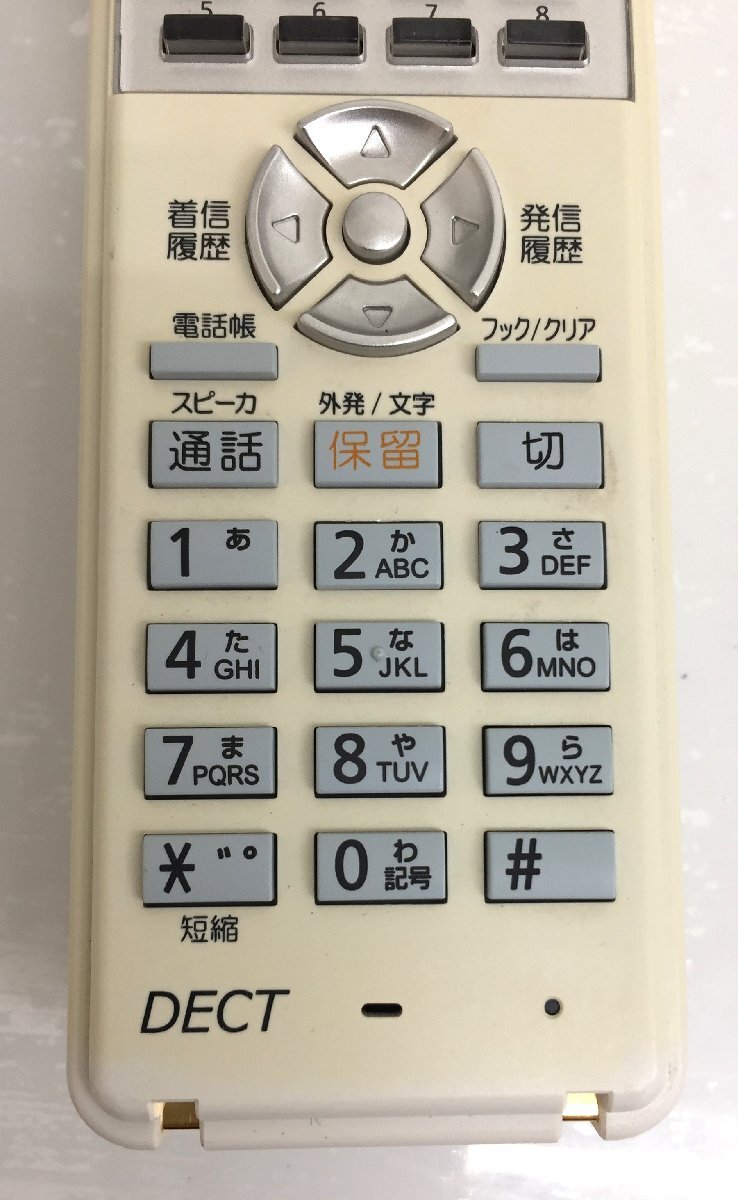 5 6 7 8
着信
履歴
発信
履歴
電話帳
フック/クリア
スピーカ
外発/文字
通話
保留
切
1 あ
2 か
ABC
3 さ
DEF
4 た
GHI
5 な
JKL
6 は
MNO
7 ま
PQRS
8 や
TUV
9 ら
WXYZ
* ゛゜
0 わ
記号
#
短縮
DECT